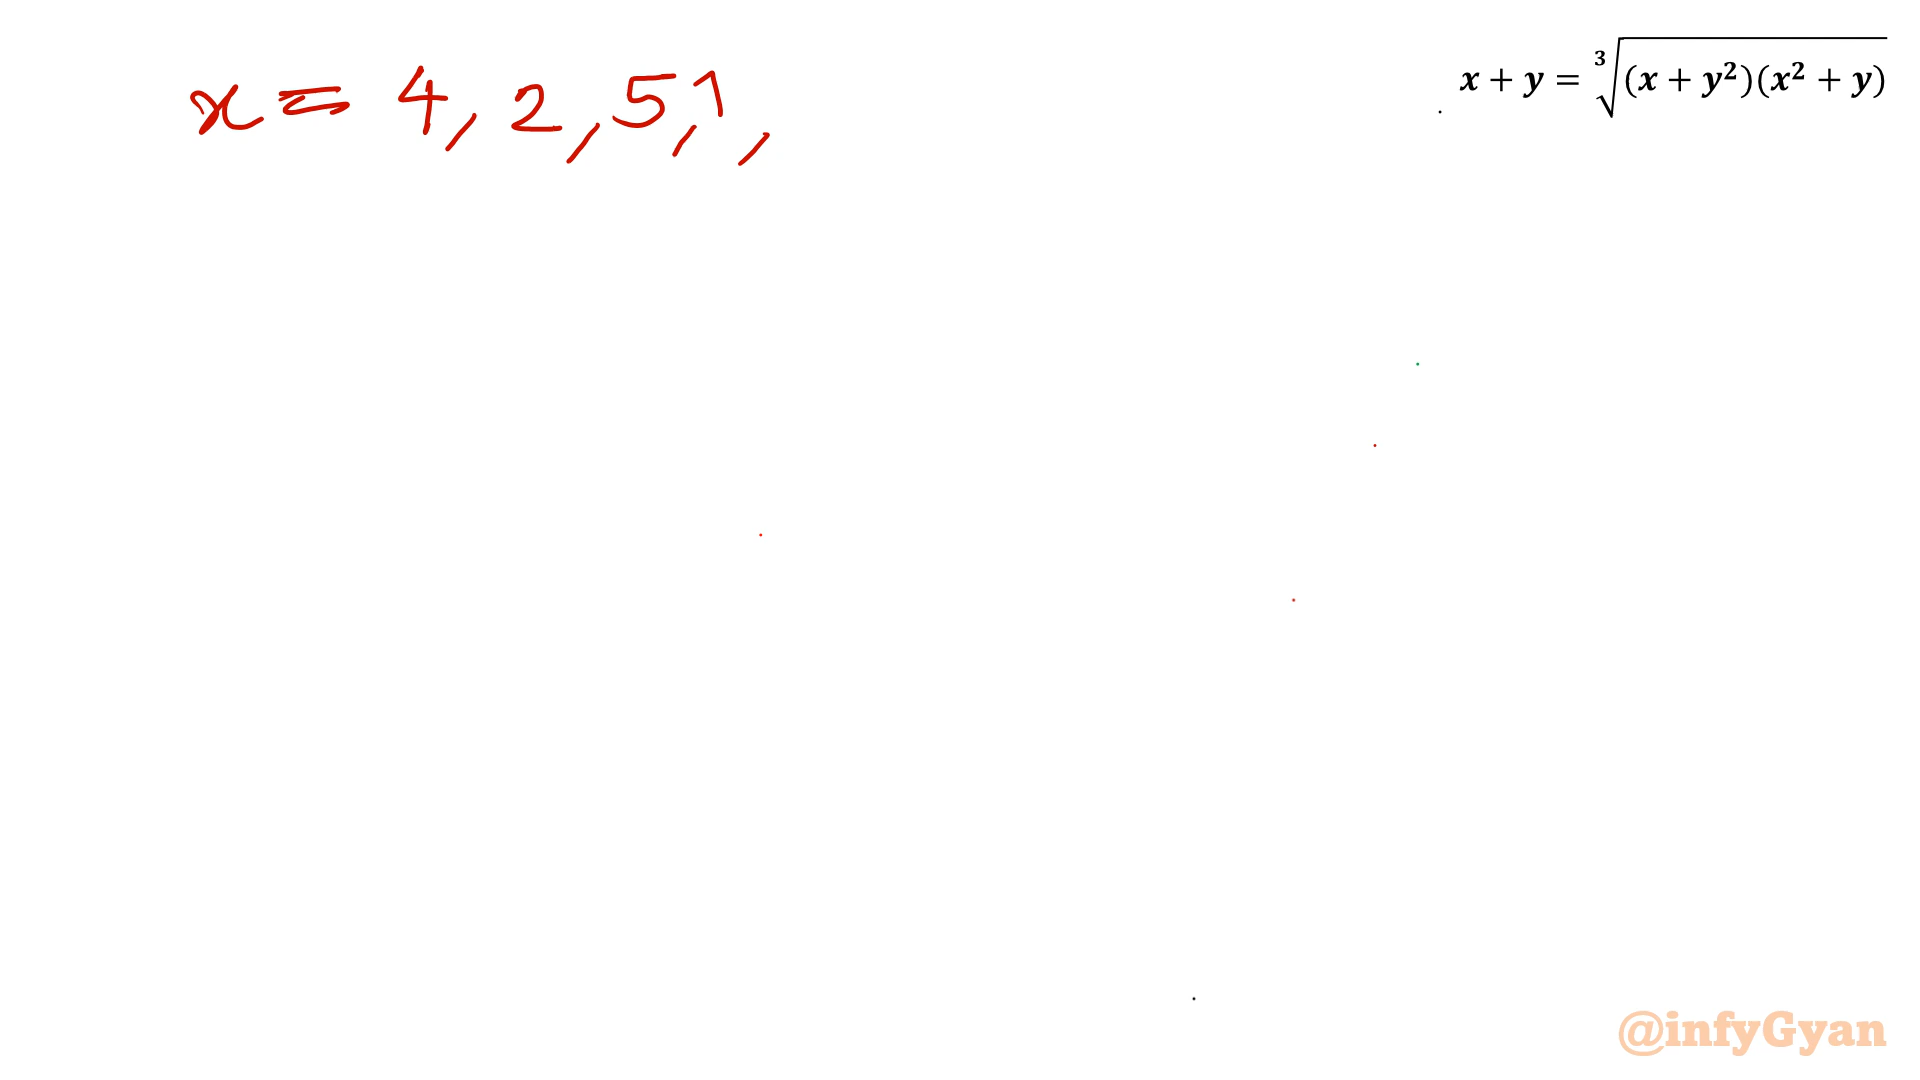 x = 4, 2, 5, 1,
x + y = ∛(x + y²)(x² + y)
@infyGyan